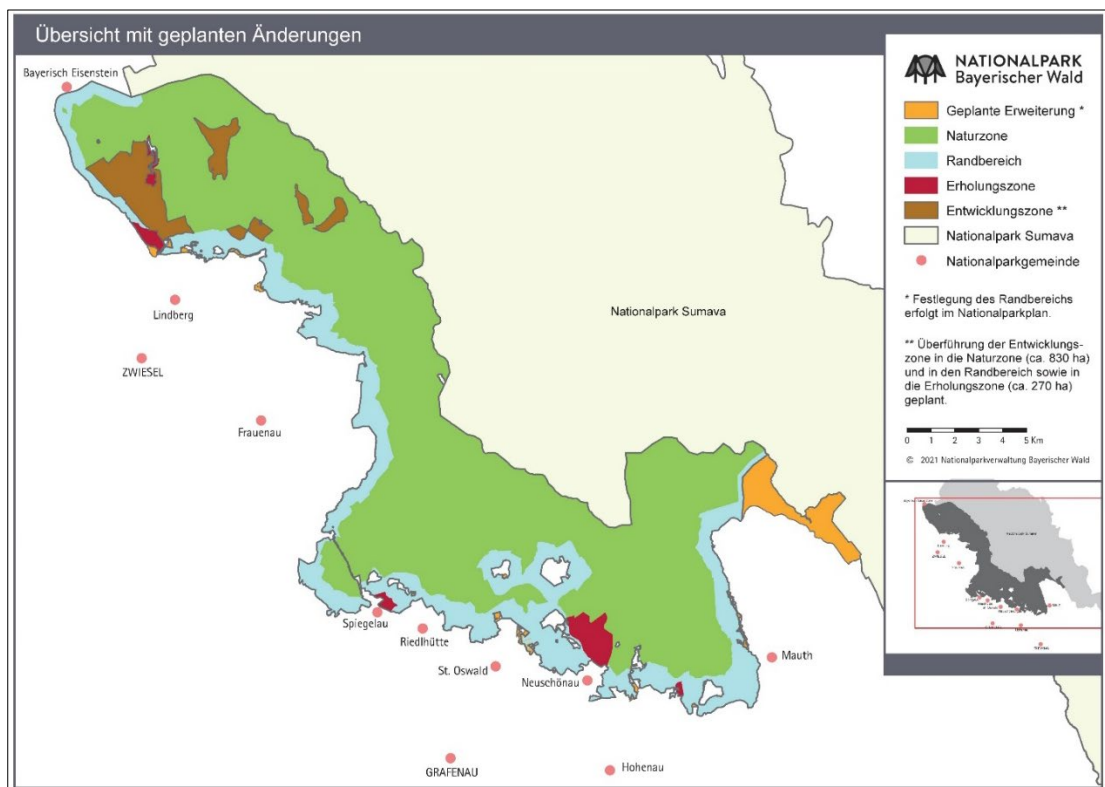 Übersicht mit geplanten Änderungen
Bayerisch Eisenstein
Lindberg
ZWIESEL
Frauenau
Nationalpark Sumava
Spiegelau
Riedlhütte
St. Oswald
Neuschönau
Mauth
GRAFENAU
Hohenau
NATIONALPARK
Bayerischer Wald
Geplante Erweiterung *
Naturzone
Randbereich
Erholungszone
Entwicklungszone **
Nationalpark Sumava
Nationalparkgemeinde
* Festlegung des Randbereichs
erfolgt im Nationalparkplan.
** Überführung der Entwicklungs-
zone in die Naturzone (ca. 830 ha)
und in den Randbereich sowie in
die Erholungszone (ca. 270 ha)
geplant.
0 1 2 3 4 5 Km
© 2021 Nationalparkverwaltung Bayerischer Wald